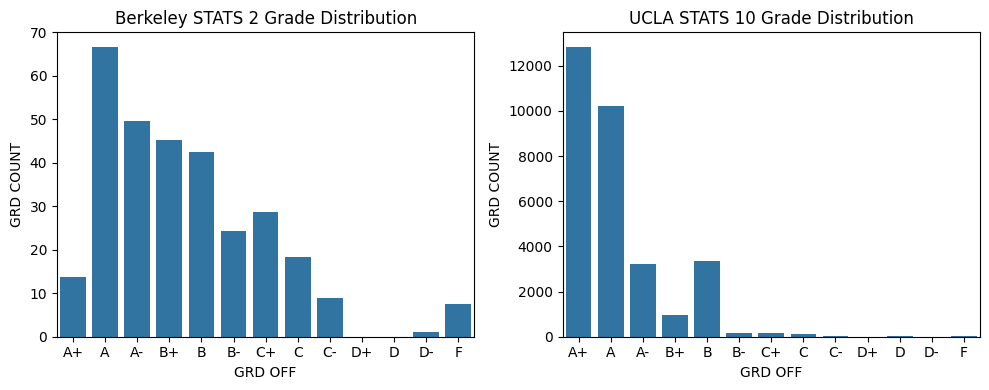 Berkeley STATS 2 Grade Distribution
GRD COUNT
70
60
50
40
30
20
10
0
A+ A A- B+ B B- C+ C C- D+ D D- F
GRD OFF
UCLA STATS 10 Grade Distribution
GRD COUNT
12000
10000
8000
6000
4000
2000
0
A+ A A- B+ B B- C+ C C- D+ D D- F
GRD OFF